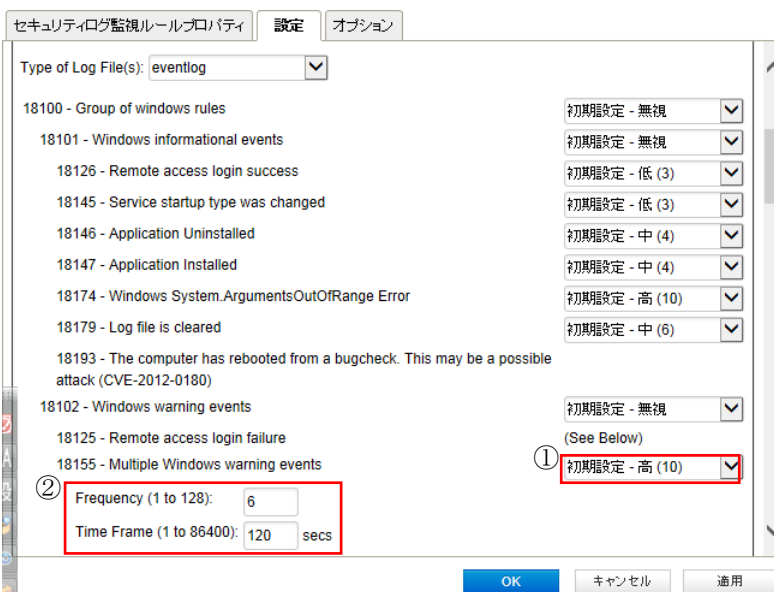 セキュリティログ監視ルールプロパティ 設定 オプション
Type of Log File(s): eventlog
18100 - Group of windows rules 初期設定 - 無視
18101 - Windows informational events 初期設定 - 無視
18126 - Remote access login success 初期設定 - 低 (3)
18145 - Service startup type was changed 初期設定 - 低 (3)
18146 - Application Uninstalled 初期設定 - 中 (4)
18147 - Application Installed 初期設定 - 中 (4)
18174 - Windows System.ArgumentsOutOfRange Error 初期設定 - 高 (10)
18179 - Log file is cleared 初期設定 - 中 (6)
18193 - The computer has rebooted from a bugcheck. This may be a possible
attack (CVE-2012-0180)
18102 - Windows warning events 初期設定 - 無視
18125 - Remote access login failure (See Below)
18155 - Multiple Windows warning events ① 初期設定 - 高 (10)
② Frequency (1 to 128): 6
Time Frame (1 to 86400): 120 secs
OK キャンセル 適用